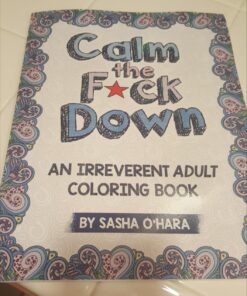 Calm
the
F★ck
Down
AN IRREVERENT ADULT
COLORING BOOK
BY SASHA O'HARA